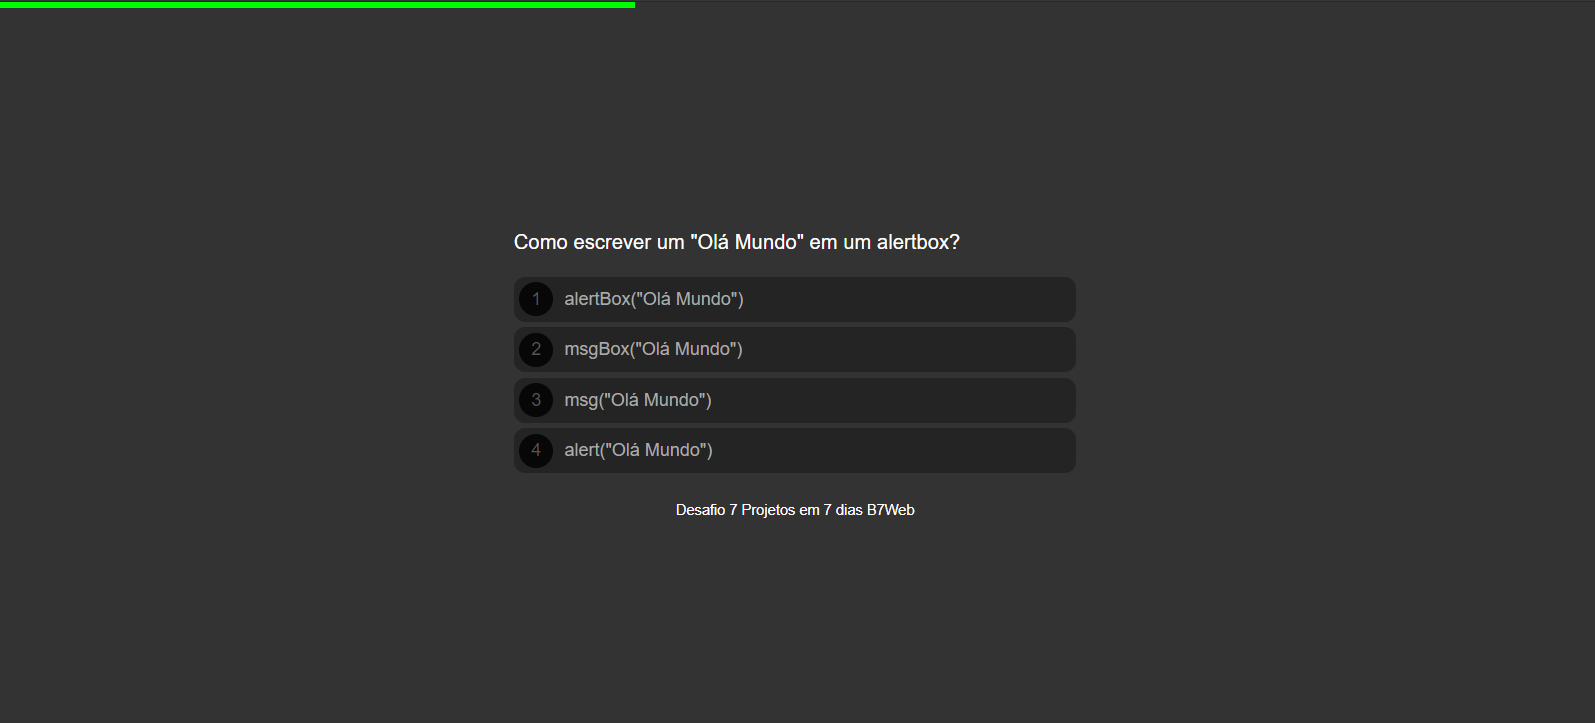 Como escrever um "Olá Mundo" em um alertbox?
1 alertBox("Olá Mundo")
2 msgBox("Olá Mundo")
3 msg("Olá Mundo")
4 alert("Olá Mundo")
Desafio 7 Projetos em 7 dias B7Web